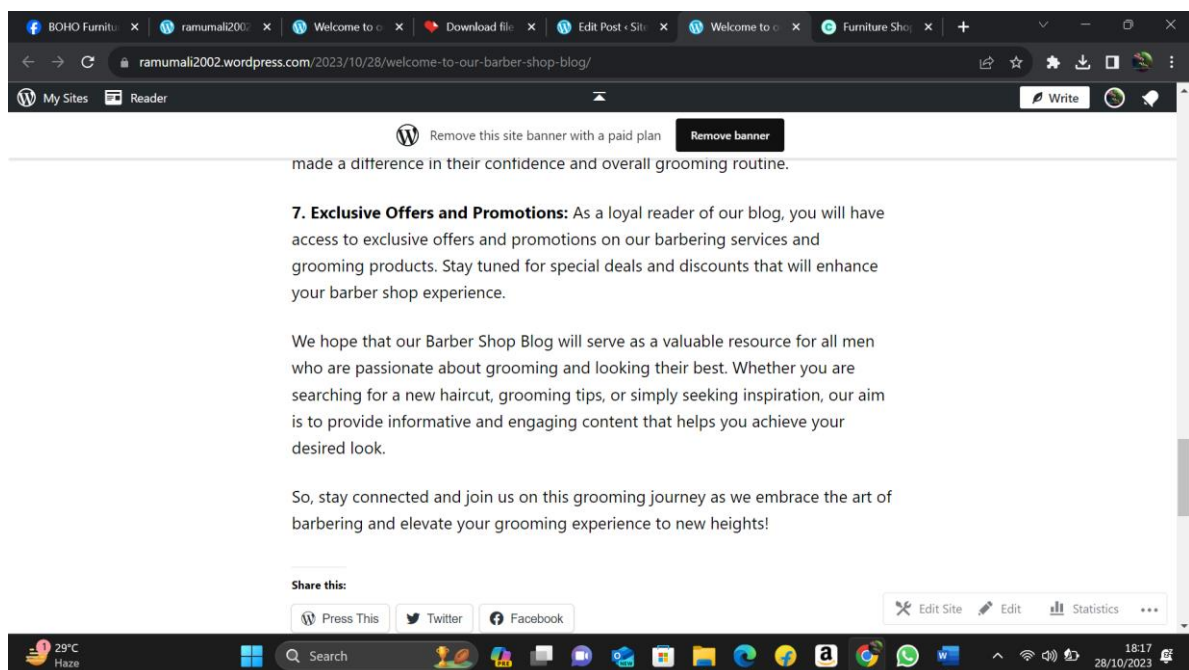 BOHO Furnitu
ramumali2002
Welcome to o
Download file
Edit Post ‹ Site
Welcome to o
Furniture Shop
ramumali2002.wordpress.com/2023/10/28/welcome-to-our-barber-shop-blog/
My Sites Reader Write
Remove this site banner with a paid plan Remove banner
made a difference in their confidence and overall grooming routine.
7. Exclusive Offers and Promotions: As a loyal reader of our blog, you will have
access to exclusive offers and promotions on our barbering services and
grooming products. Stay tuned for special deals and discounts that will enhance
your barber shop experience.
We hope that our Barber Shop Blog will serve as a valuable resource for all men
who are passionate about grooming and looking their best. Whether you are
searching for a new haircut, grooming tips, or simply seeking inspiration, our aim
is to provide informative and engaging content that helps you achieve your
desired look.
So, stay connected and join us on this grooming journey as we embrace the art of
barbering and elevate your grooming experience to new heights!
Share this:
Press This Twitter Facebook
Edit Site Edit Statistics
29°C
Haze
Search
18:17
28/10/2023